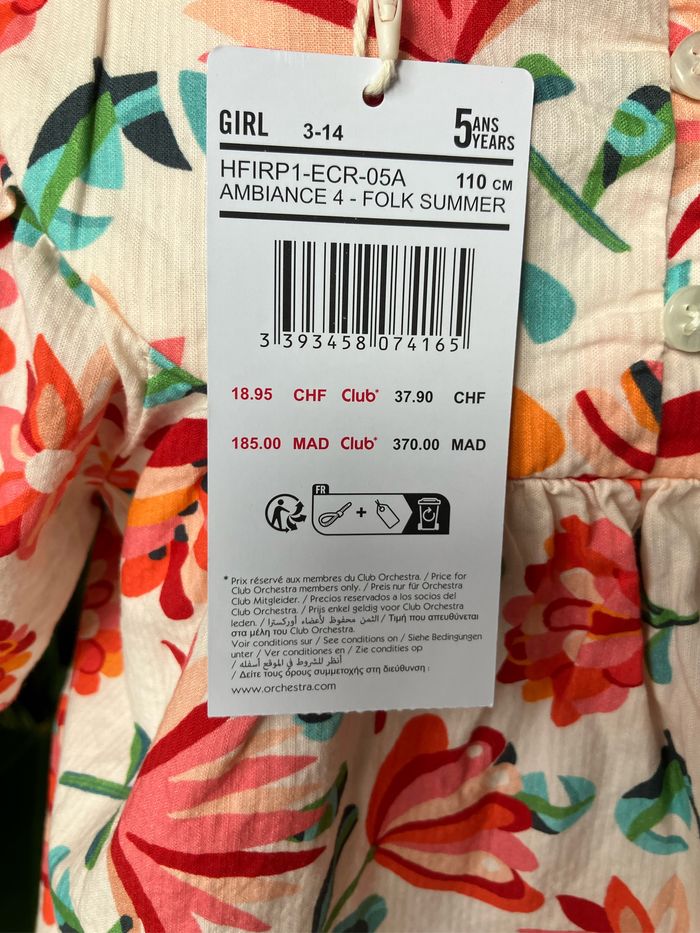 GIRL 3-14 5 ANS YEARS
HFIRP1-ECR-05A 110 CM
AMBIANCE 4 - FOLK SUMMER
3 393458 074165
18.95 CHF Club* 37.90 CHF
185.00 MAD Club* 370.00 MAD
FR
+
* Prix réservé aux membres du Club Orchestra. / Price for
Club Orchestra members only. / Preis nur für Orchestra
Club Mitglieder. / Precios reservados a los socios del
Club Orchestra. / Prijs enkel geldig voor Club Orchestra
leden. / الثمن محفوظ لأعضاء أوركسترا / Τιμή που απευθύνεται
στα μέλη του Club Orchestra.
Voir conditions sur / See conditions on / Siehe Bedingungen
unter / Ver condiciones en / Zie condities op
/ أنظر للشروط في الموقع أسفله
/ Δείτε τους όρους συμμετοχής στη διεύθυνση :
www.orchestra.com